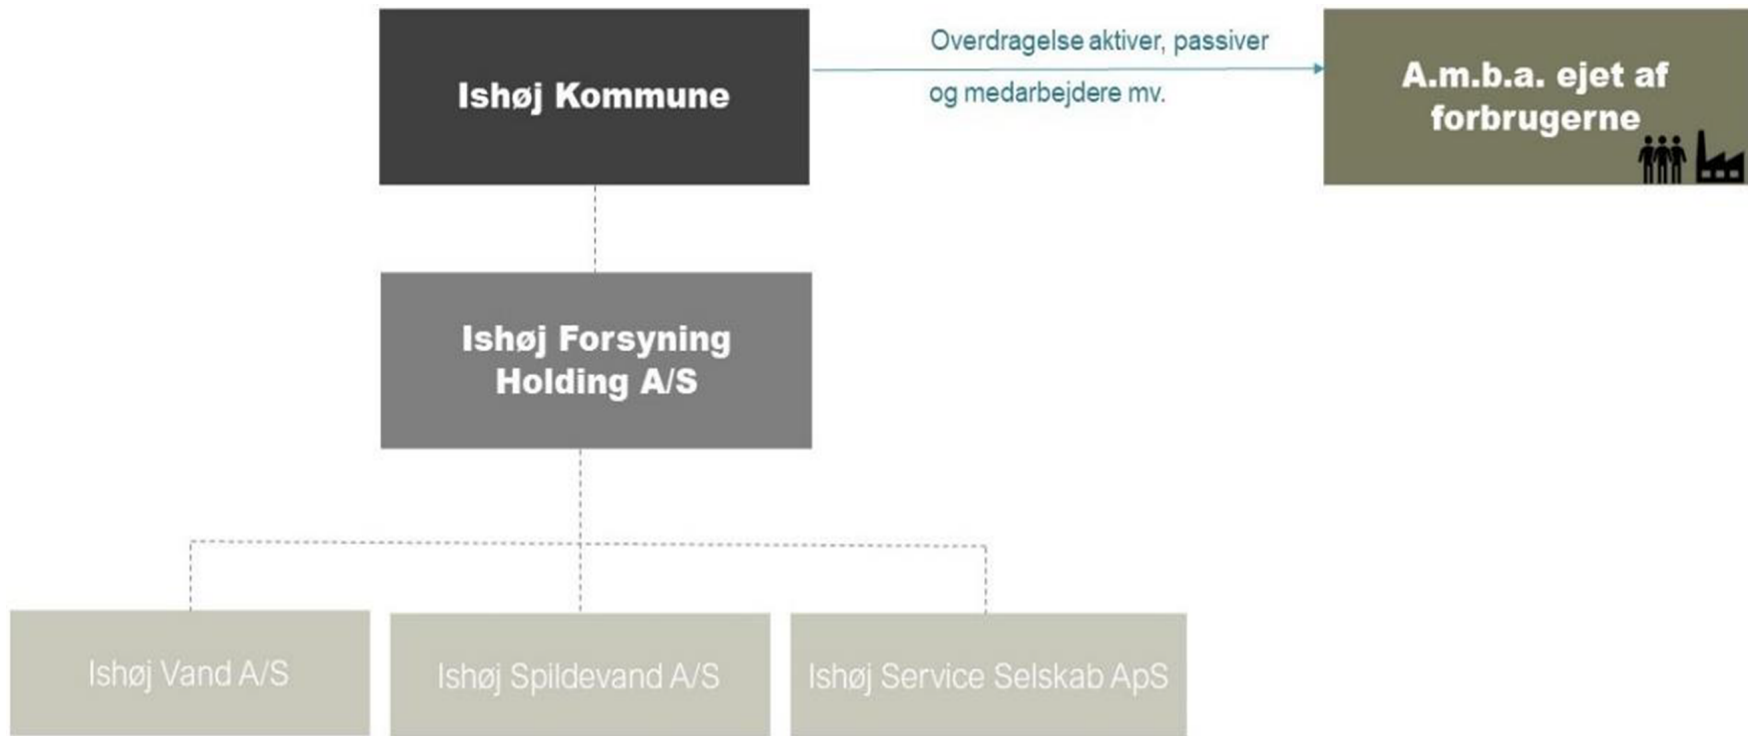 Ishøj Kommune
Overdragelse aktiver, passiver
og medarbejdere mv.
A.m.b.a. ejet af
forbrugerne
Ishøj Forsyning
Holding A/S
Ishøj Vand A/S
Ishøj Spildevand A/S
Ishøj Service Selskab ApS